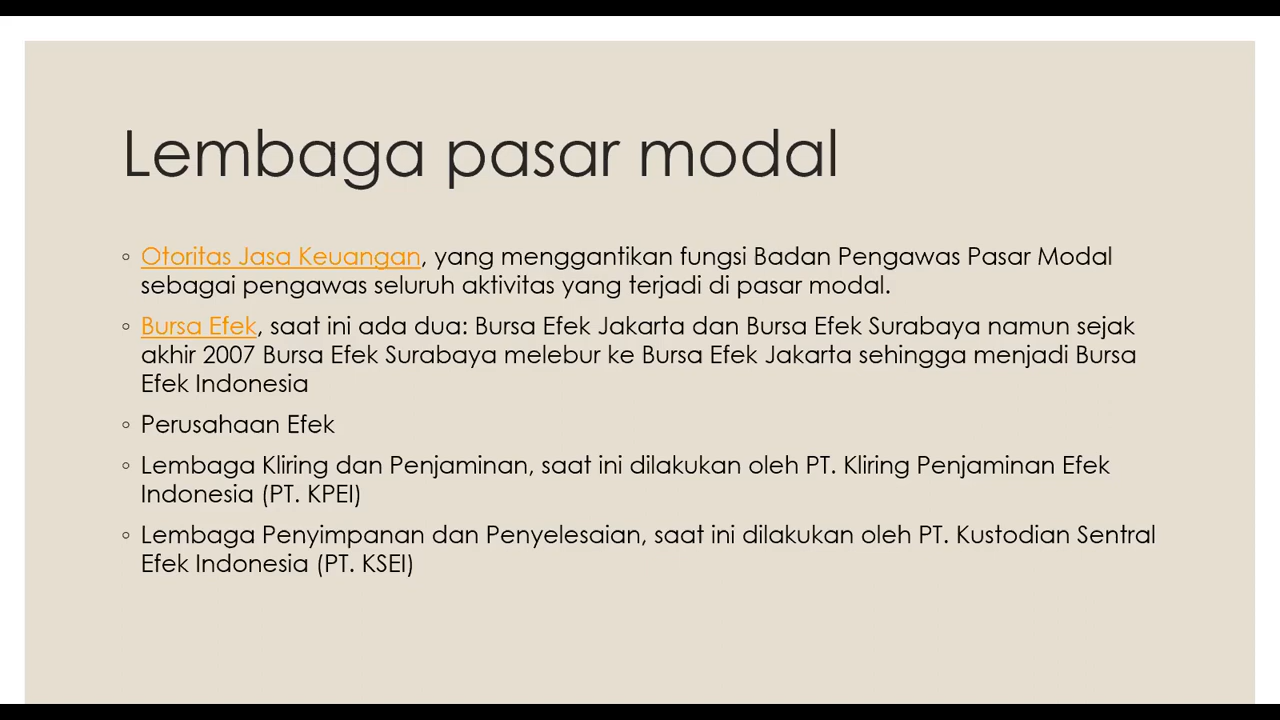 Lembaga pasar modal
◦ Otoritas Jasa Keuangan, yang menggantikan fungsi Badan Pengawas Pasar Modal
sebagai pengawas seluruh aktivitas yang terjadi di pasar modal.
◦ Bursa Efek, saat ini ada dua: Bursa Efek Jakarta dan Bursa Efek Surabaya namun sejak
akhir 2007 Bursa Efek Surabaya melebur ke Bursa Efek Jakarta sehingga menjadi Bursa
Efek Indonesia
◦ Perusahaan Efek
◦ Lembaga Kliring dan Penjaminan, saat ini dilakukan oleh PT. Kliring Penjaminan Efek
Indonesia (PT. KPEI)
◦ Lembaga Penyimpanan dan Penyelesaian, saat ini dilakukan oleh PT. Kustodian Sentral
Efek Indonesia (PT. KSEI)